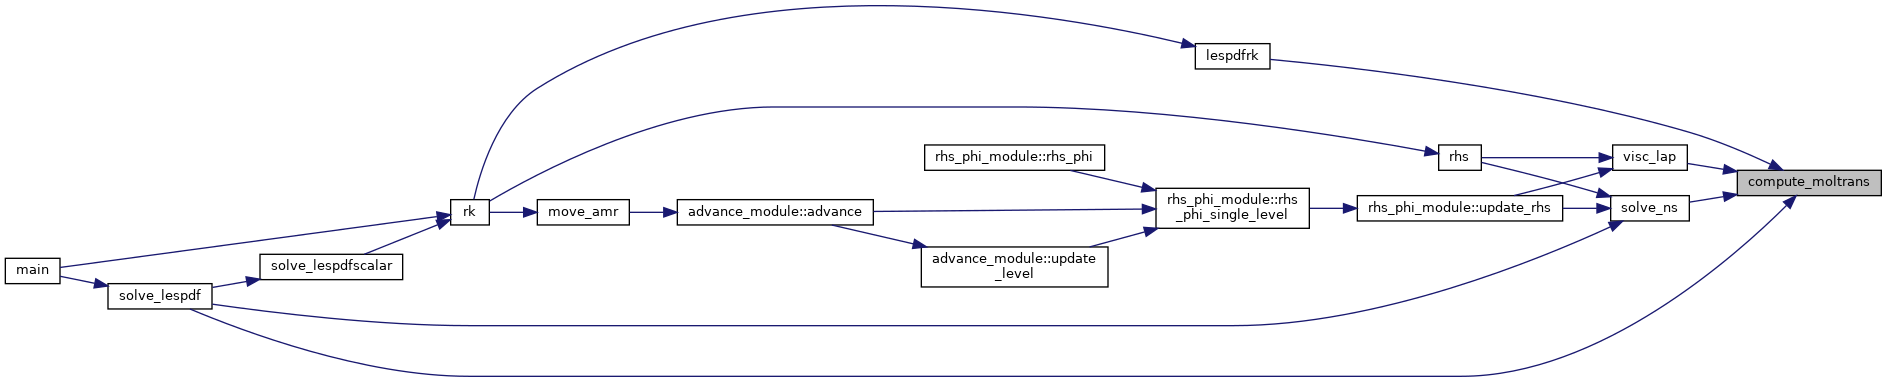 lespdfrk
rhs_phi_module::rhs_phi
rhs
visc_lap
compute_moltrans
rk
move_amr
advance_module::advance
rhs_phi_module::rhs
_phi_single_level
rhs_phi_module::update_rhs
solve_ns
main
solve_lespdfscalar
advance_module::update
_level
solve_lespdf